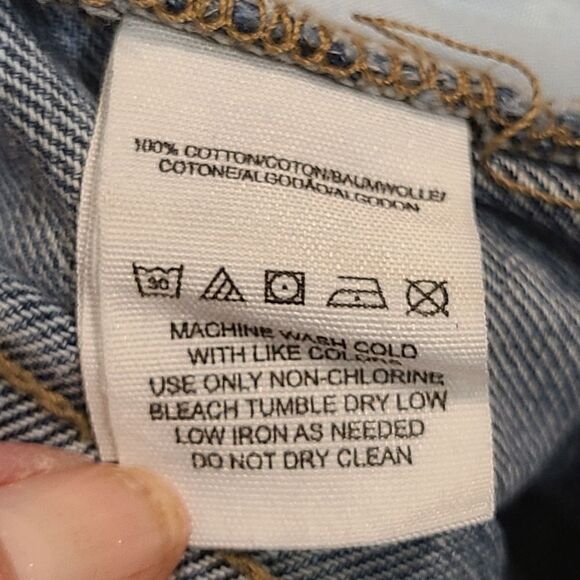 100% COTTON/COTON/BAUMWOLLE/
COTONE/ALGODÃO/ALGODON
30
MACHINE WASH COLD
WITH LIKE COLORS
USE ONLY NON-CHLORINE
BLEACH TUMBLE DRY LOW
LOW IRON AS NEEDED
DO NOT DRY CLEAN